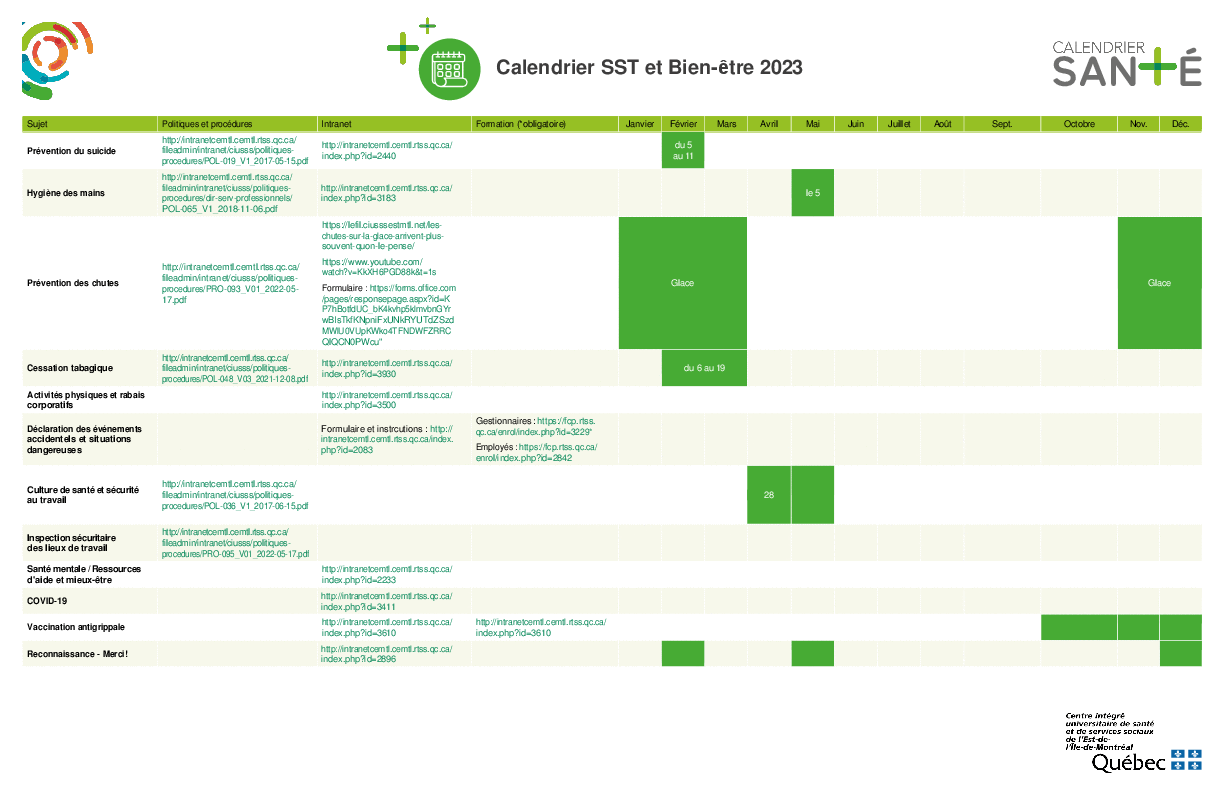 Calendrier SST et Bien-être 2023
CALENDRIER
SANTÉ
Sujet Politiques et procédures Intranet Formation (*obligatoire) Janvier Février Mars Avril Mai Juin Juillet Août Sept. Octobre Nov. Déc.
Prévention du suicide
http://intranetcemtl.cemtl.rtss.qc.ca/
fileadmin/intranet/ciusss/politiques-
procedures/POL-019_V1_2017-05-15.pdf
http://intranetcemtl.cemtl.rtss.qc.ca/
index.php?id=2440
du 5
au 11
Hygiène des mains
http://intranetcemtl.cemtl.rtss.qc.ca/
fileadmin/intranet/ciusss/politiques-
procedures/dir-serv-professionnels/
POL-065_V1_2018-11-06.pdf
http://intranetcemtl.cemtl.rtss.qc.ca/
index.php?id=3183
le 5
Prévention des chutes
http://intranetcemtl.cemtl.rtss.qc.ca/
fileadmin/intranet/ciusss/politiques-
procedures/PRO-093_V01_2022-05-
17.pdf
https://lefil.ciusssestmtl.net/les-
chutes-sur-la-glace-arrivent-plus-
souvent-quon-le-pense/
https://www.youtube.com/
watch?v=KkXH6PGD88k&t=1s
Formulaire : https://forms.office.com
/pages/responsepage.aspx?id=K
QIQCN0PWcu"
Glace
Glace
Cessation tabagique
http://intranetcemtl.cemtl.rtss.qc.ca/
fileadmin/intranet/ciusss/politiques-
procedures/POL-048_V03_2021-12-08.pdf
http://intranetcemtl.cemtl.rtss.qc.ca/
index.php?id=3930
du 6 au 19
Activités physiques et rabais
corporatifs
http://intranetcemtl.cemtl.rtss.qc.ca/
index.php?id=3500
Déclaration des événements
accidentels et situations
dangereuses
Formulaire et instrcutions : http://
intranetcemtl.cemtl.rtss.qc.ca/index.
php?id=2083
Gestionnaires : https://fcp.rtss.
qc.ca/enrol/index.php?id=3229*
Employés : https://fcp.rtss.qc.ca/
enrol/index.php?id=2842
Culture de santé et sécurité
au travail
http://intranetcemtl.cemtl.rtss.qc.ca/
fileadmin/intranet/ciusss/politiques-
procedures/POL-036_V1_2017-06-15.pdf
28
Inspection sécuritaire
des lieux de travail
http://intranetcemtl.cemtl.rtss.qc.ca/
fileadmin/intranet/ciusss/politiques-
procedures/PRO-095_V01_2022-05-17.pdf
Santé mentale / Ressources
d'aide et mieux-être
http://intranetcemtl.cemtl.rtss.qc.ca/
index.php?id=2233
COVID-19
http://intranetcemtl.cemtl.rtss.qc.ca/
index.php?id=3411
Vaccination antigrippale
http://intranetcemtl.cemtl.rtss.qc.ca/
index.php?id=3610
http://intranetcemtl.cemtl.rtss.qc.ca/
index.php?id=3610
Reconnaissance - Merci!
http://intranetcemtl.cemtl.rtss.qc.ca/
index.php?id=2896
Centre intégré
universitaire de santé
et de services sociaux
de l'Est-de-
l'Île-de-Montréal
Québec